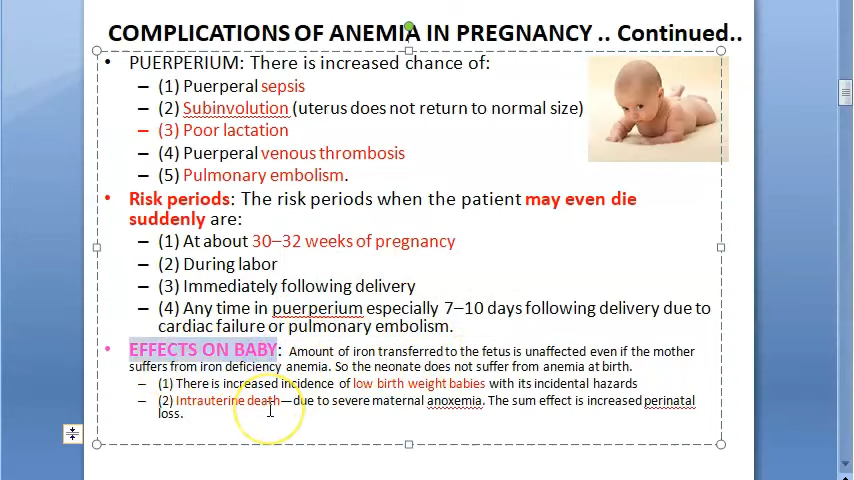 COMPLICATIONS OF ANEMIA IN PREGNANCY .. Continued..
• PUERPERIUM: There is increased chance of:
– (1) Puerperal sepsis
– (2) Subinvolution (uterus does not return to normal size)
– (3) Poor lactation
– (4) Puerperal venous thrombosis
– (5) Pulmonary embolism.
• Risk periods: The risk periods when the patient may even die
suddenly are:
– (1) At about 30–32 weeks of pregnancy
– (2) During labor
– (3) Immediately following delivery
– (4) Any time in puerperium especially 7–10 days following delivery due to
cardiac failure or pulmonary embolism.
• EFFECTS ON BABY: Amount of iron transferred to the fetus is unaffected even if the mother
suffers from iron deficiency anemia. So the neonate does not suffer from anemia at birth.
– (1) There is increased incidence of low birth weight babies with its incidental hazards
– (2) Intrauterine death—due to severe maternal anoxemia. The sum effect is increased perinatal
loss.